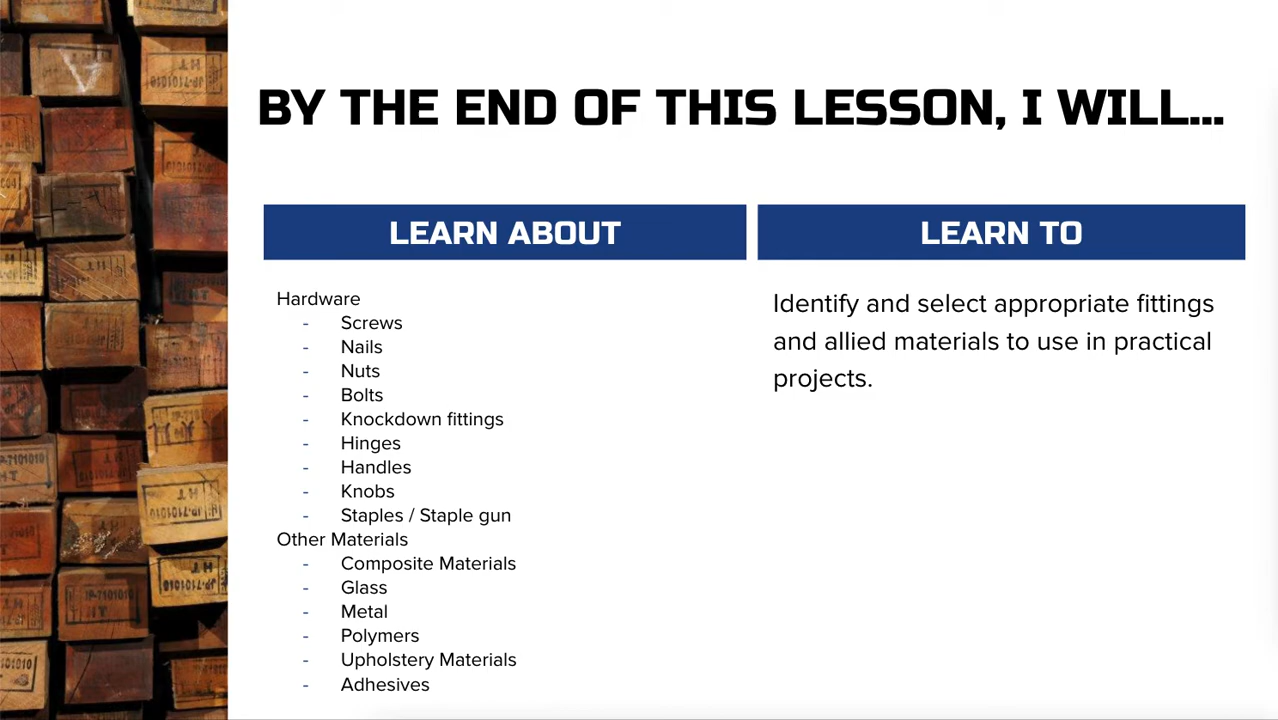 BY THE END OF THIS LESSON, I WILL...
LEARN ABOUT
Hardware
- Screws
- Nails
- Nuts
- Bolts
- Knockdown fittings
- Hinges
- Handles
- Knobs
- Staples / Staple gun
Other Materials
- Composite Materials
- Glass
- Metal
- Polymers
- Upholstery Materials
- Adhesives
LEARN TO
Identify and select appropriate fittings
and allied materials to use in practical
projects.